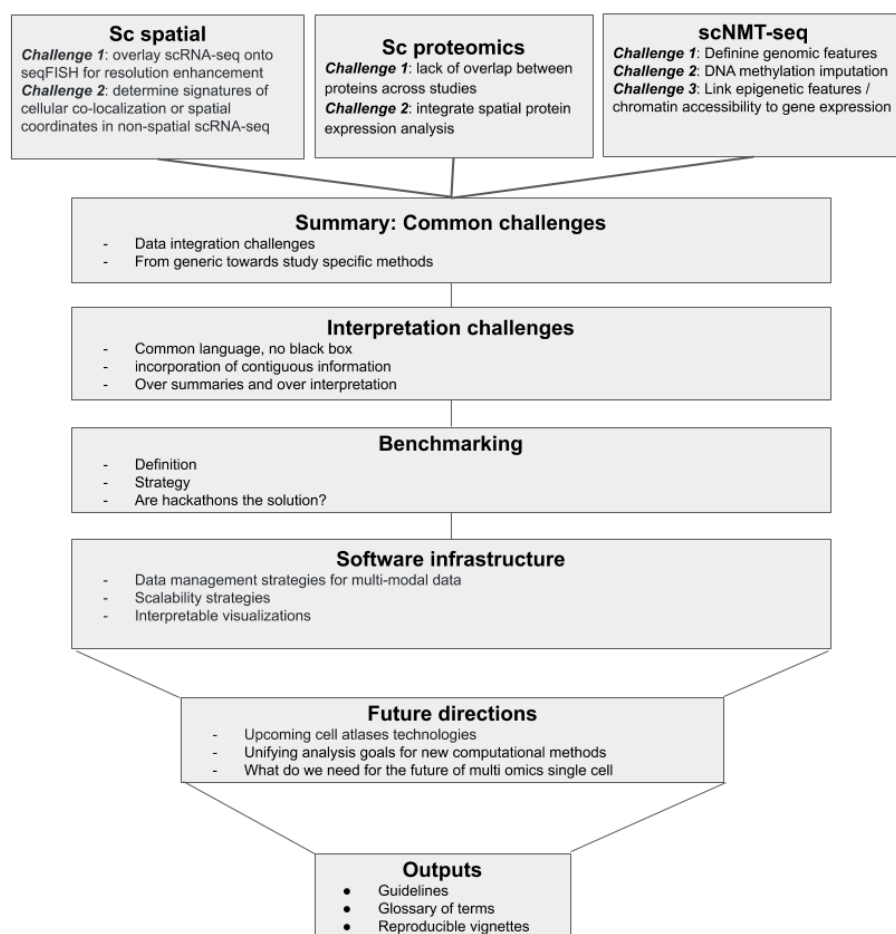 Sc spatial
Challenge 1: overlay scRNA-seq onto
seqFISH for resolution enhancement
Challenge 2: determine signatures of
cellular co-localization or spatial
coordinates in non-spatial scRNA-seq
Sc proteomics
Challenge 1: lack of overlap between
proteins across studies
Challenge 2: integrate spatial protein
expression analysis
scNMT-seq
Challenge 1: Definine genomic features
Challenge 2: DNA methylation imputation
Challenge 3: Link epigenetic features /
chromatin accessibility to gene expression
Summary: Common challenges
- Data integration challenges
- From generic towards study specific methods
Interpretation challenges
- Common language, no black box
- incorporation of contiguous information
- Over summaries and over interpretation
Benchmarking
- Definition
- Strategy
- Are hackathons the solution?
Software infrastructure
- Data management strategies for multi-modal data
- Scalability strategies
- Interpretable visualizations
Future directions
- Upcoming cell atlases technologies
- Unifying analysis goals for new computational methods
- What do we need for the future of multi omics single cell
Outputs
● Guidelines
● Glossary of terms
● Reproducible vignettes